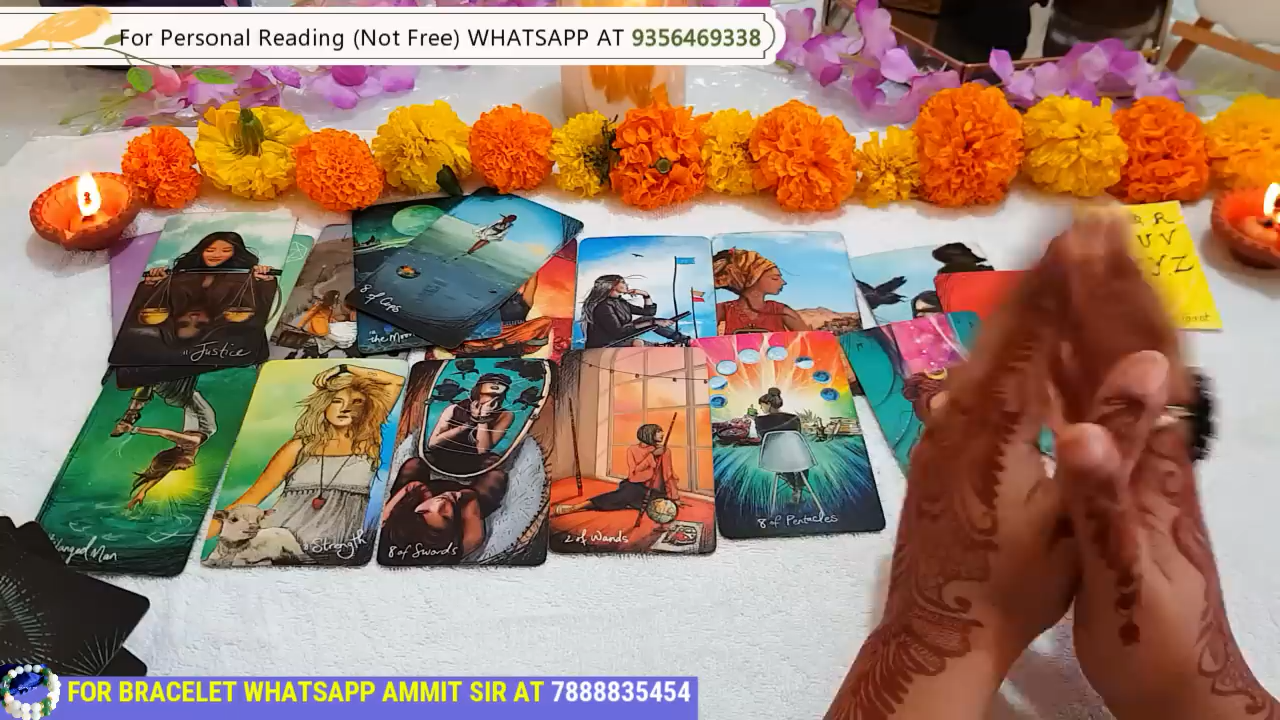 For Personal Reading (Not Free) WHATSAPP AT 9356469338
R R
U V
Y Z
Justice
8 of Cups
the Moon
Hanged Man
Strength
8 of Swords
2 of Wands
8 of Pentacles
FOR BRACELET WHATSAPP AMMIT SIR AT 7888835454